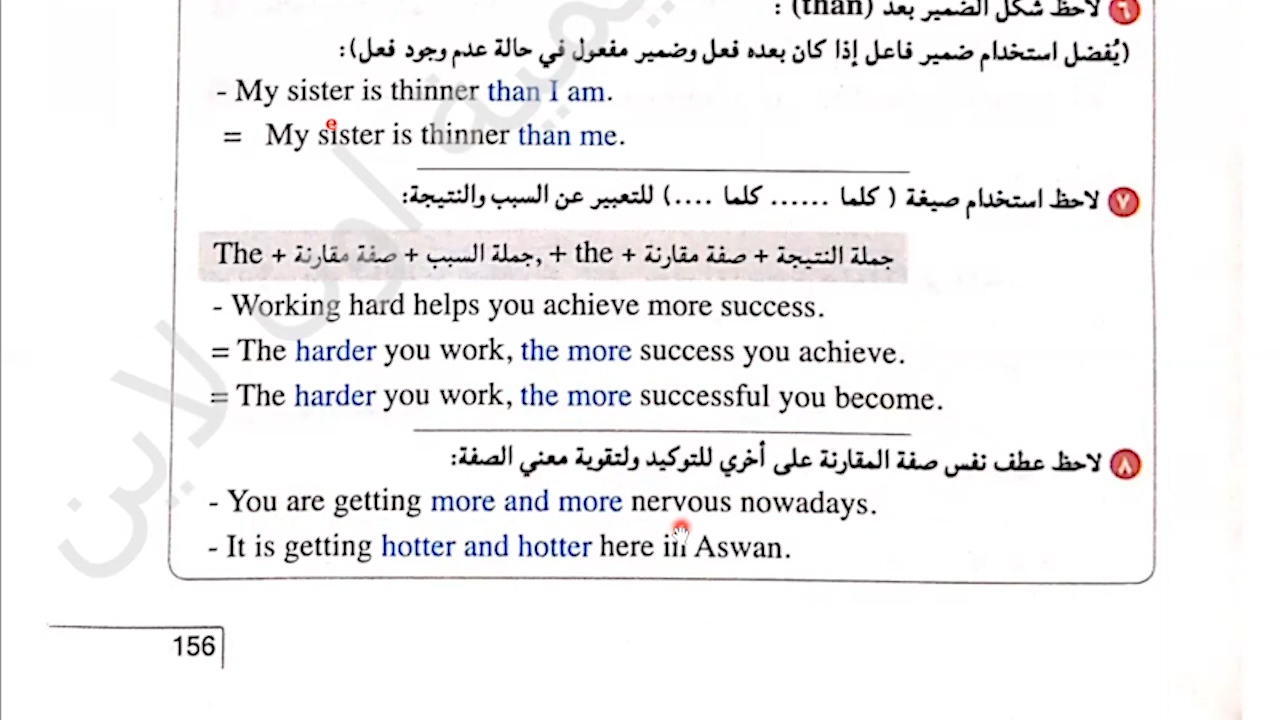 ٦ لاحظ شكل الضمير بعد (than) :
(يُفضل استخدام ضمير فاعل إذا كان بعده فعل وضمير مفعول في حالة عدم وجود فعل):
- My sister is thinner than I am.
e
= My sister is thinner than me.
٧ لاحظ استخدام صيغة ( كلما ...... كلما ....) للتعبير عن السبب والنتيجة:
The + صفة مقارنة + جملة السبب, + the + صفة مقارنة + جملة النتيجة
- Working hard helps you achieve more success.
= The harder you work, the more success you achieve.
= The harder you work, the more successful you become.
٨ لاحظ عطف نفس صفة المقارنة على أخري للتوكيد ولتقوية معني الصفة:
- You are getting more and more nervous nowadays.
- It is getting hotter and hotter here in Aswan.
156
اون لاين